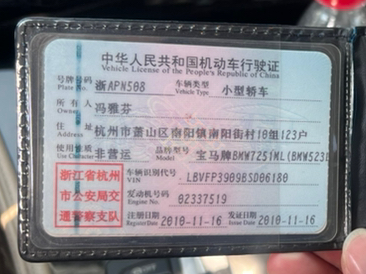 中华人民共和国机动车行驶证
Vehicle License of the People's Republic of China
号牌号码 浙APN508 车辆类型 小型轿车
Plate No. Vehicle Type
所有人 冯雅芬
Owner
住址 杭州市萧山区南阳镇南阳街村10组123户
Address
使用性质 非营运 品牌型号 宝马牌BMW7251ML(BMW523L
Use Character Model
浙江省杭州
市公安局交
通警察支队
车辆识别代号 LBVFP3909BSD06180
VIN
发动机号码 02337519
Engine No.
注册日期 2010-11-16 发证日期 2010-11-16
Register Date Issue Date